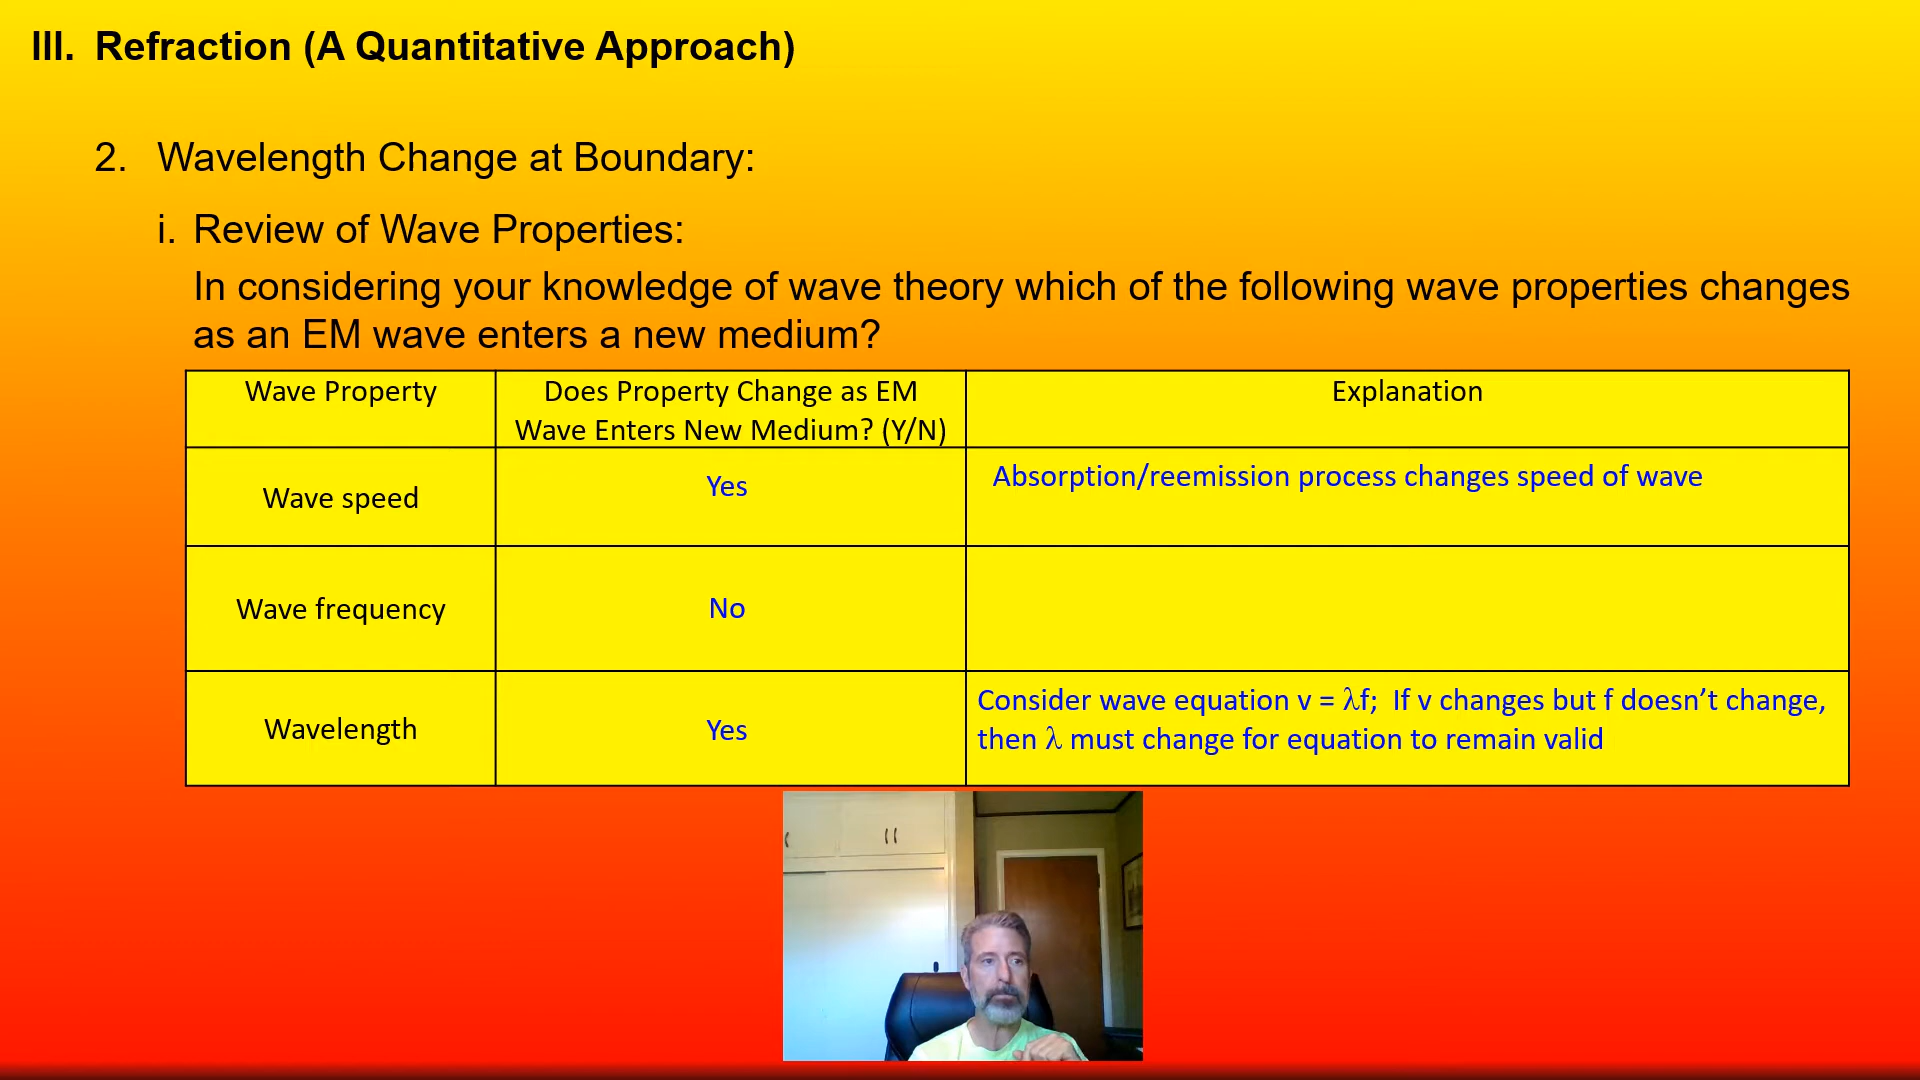 III. Refraction (A Quantitative Approach)
2. Wavelength Change at Boundary:
i. Review of Wave Properties:
In considering your knowledge of wave theory which of the following wave properties changes
as an EM wave enters a new medium?
Wave Property
Does Property Change as EM
Wave Enters New Medium? (Y/N)
Explanation
Wave speed
Yes
Absorption/reemission process changes speed of wave
Wave frequency
No
Wavelength
Yes
Consider wave equation v = λf; If v changes but f doesn’t change,
then λ must change for equation to remain valid